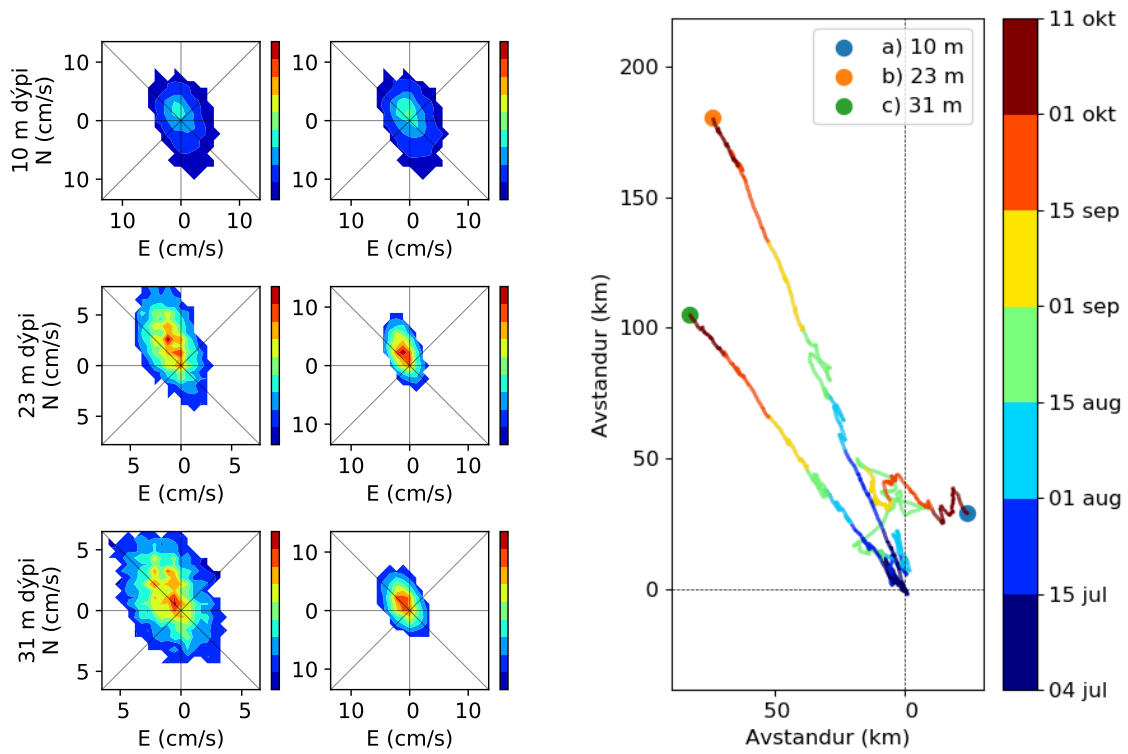 10 m dýpi
N (cm/s)
10
0
10
10 0 10
E (cm/s)
10
0
10
10 0 10
E (cm/s)
23 m dýpi
N (cm/s)
5
0
5
5 0 5
E (cm/s)
10
0
10
10 0 10
E (cm/s)
31 m dýpi
N (cm/s)
5
0
5
5 0 5
E (cm/s)
10
0
10
10 0 10
E (cm/s)
a) 10 m
b) 23 m
c) 31 m
Avstandur (km)
200
150
100
50
0
50 0
Avstandur (km)
11 okt
01 okt
15 sep
01 sep
15 aug
01 aug
15 jul
04 jul